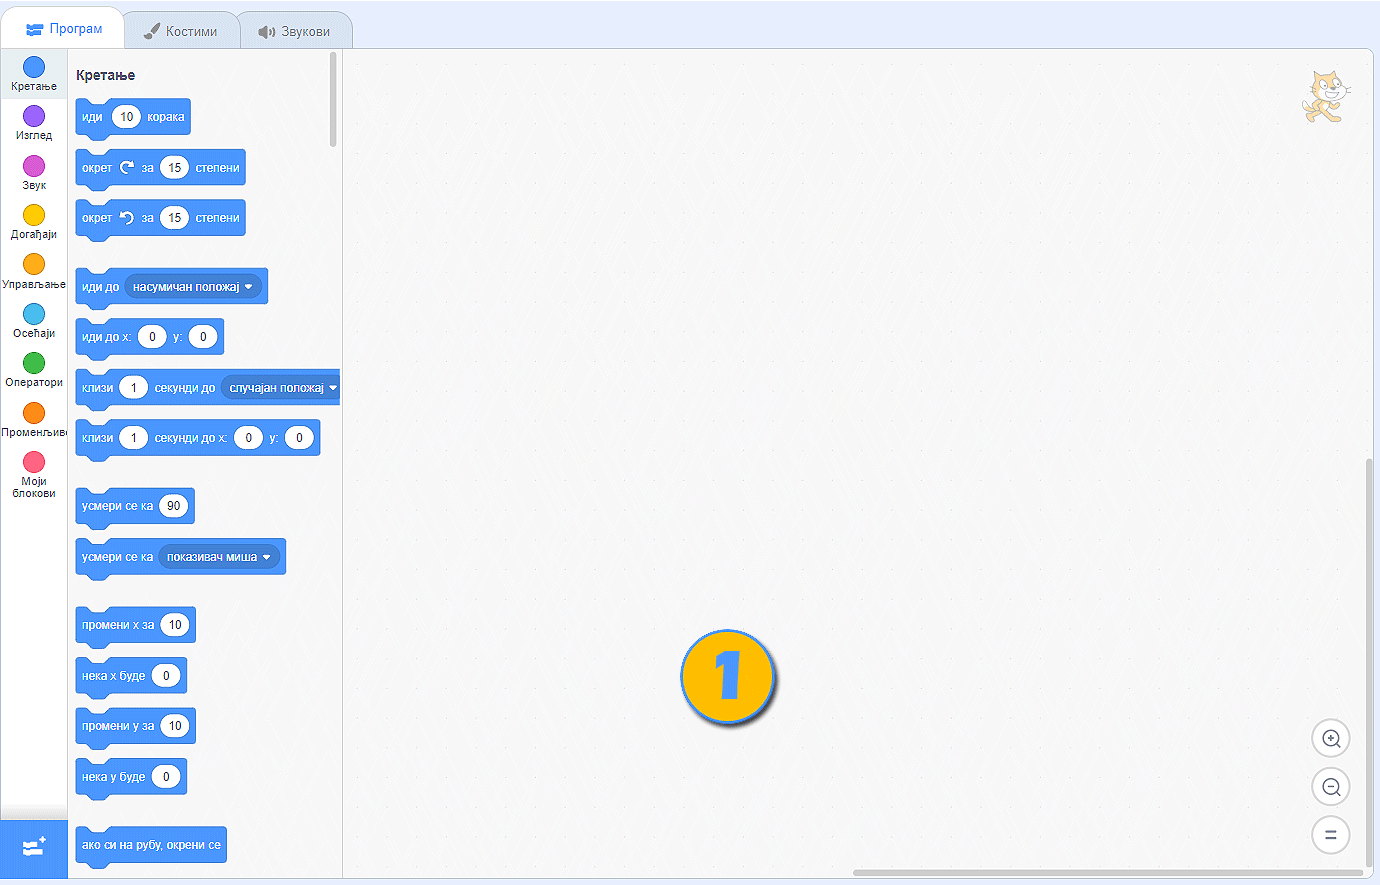 Програм
Костими
Звукови
Кретање
Изглед
Звук
Догађаји
Управљање
Осећаји
Оператори
Променљиве
Моји
блокови
Кретање
иди 10 корака
окрет за 15 степени
окрет за 15 степени
иди до насумичан положај
иди до x: 0 y: 0
клизи 1 секунди до случајан положај
клизи 1 секунди до x: 0 y: 0
усмери се ка 90
усмери се ка показивач миша
промени x за 10
нека x буде 0
промени y за 10
нека y буде 0
ако си на рубу, окрени се
1